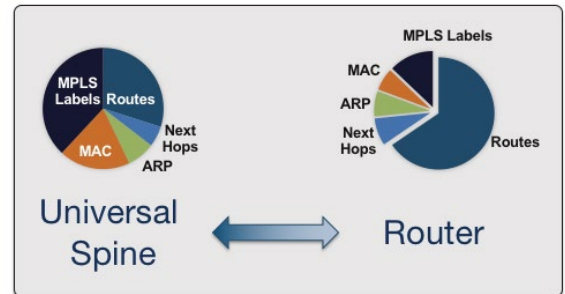 MPLS
Labels
Routes
Next
Hops
ARP
MAC
Universal
Spine
MPLS Labels
MAC
ARP
Next
Hops
Routes
Router